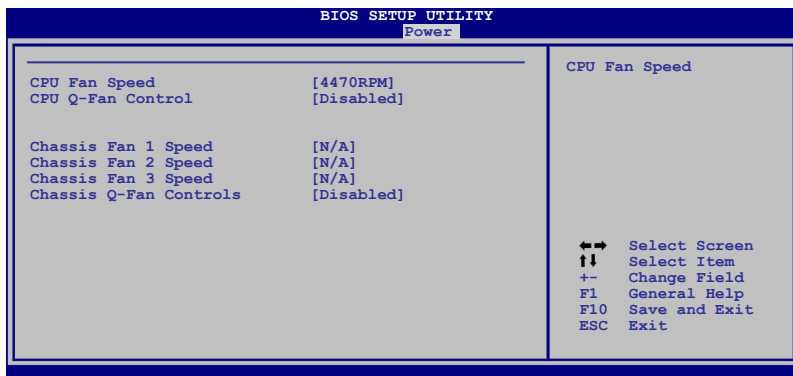 BIOS SETUP UTILITY
Power
CPU Fan Speed [4470RPM]
CPU Q-Fan Control [Disabled]
Chassis Fan 1 Speed [N/A]
Chassis Fan 2 Speed [N/A]
Chassis Fan 3 Speed [N/A]
Chassis Q-Fan Controls [Disabled]
CPU Fan Speed
←→ Select Screen
↑↓ Select Item
+- Change Field
F1 General Help
F10 Save and Exit
ESC Exit